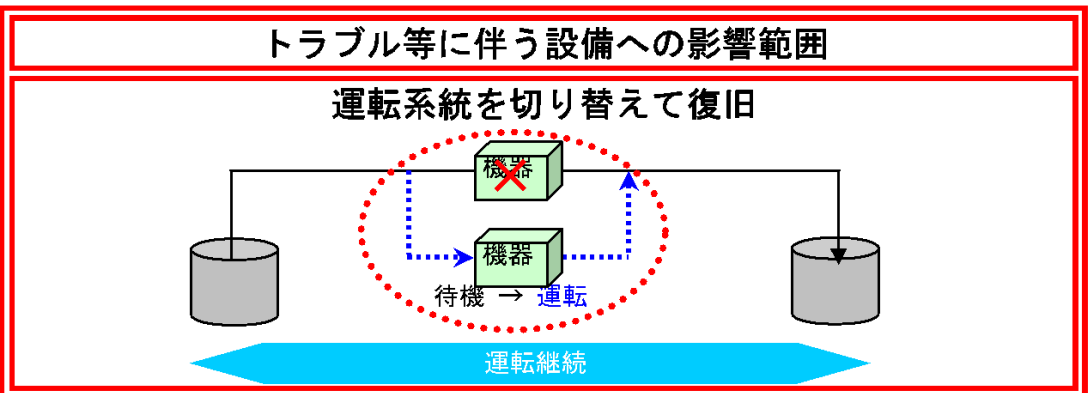 トラブル等に伴う設備への影響範囲
運転系統を切り替えて復旧
機器
機器
待機 → 運転
運転継続